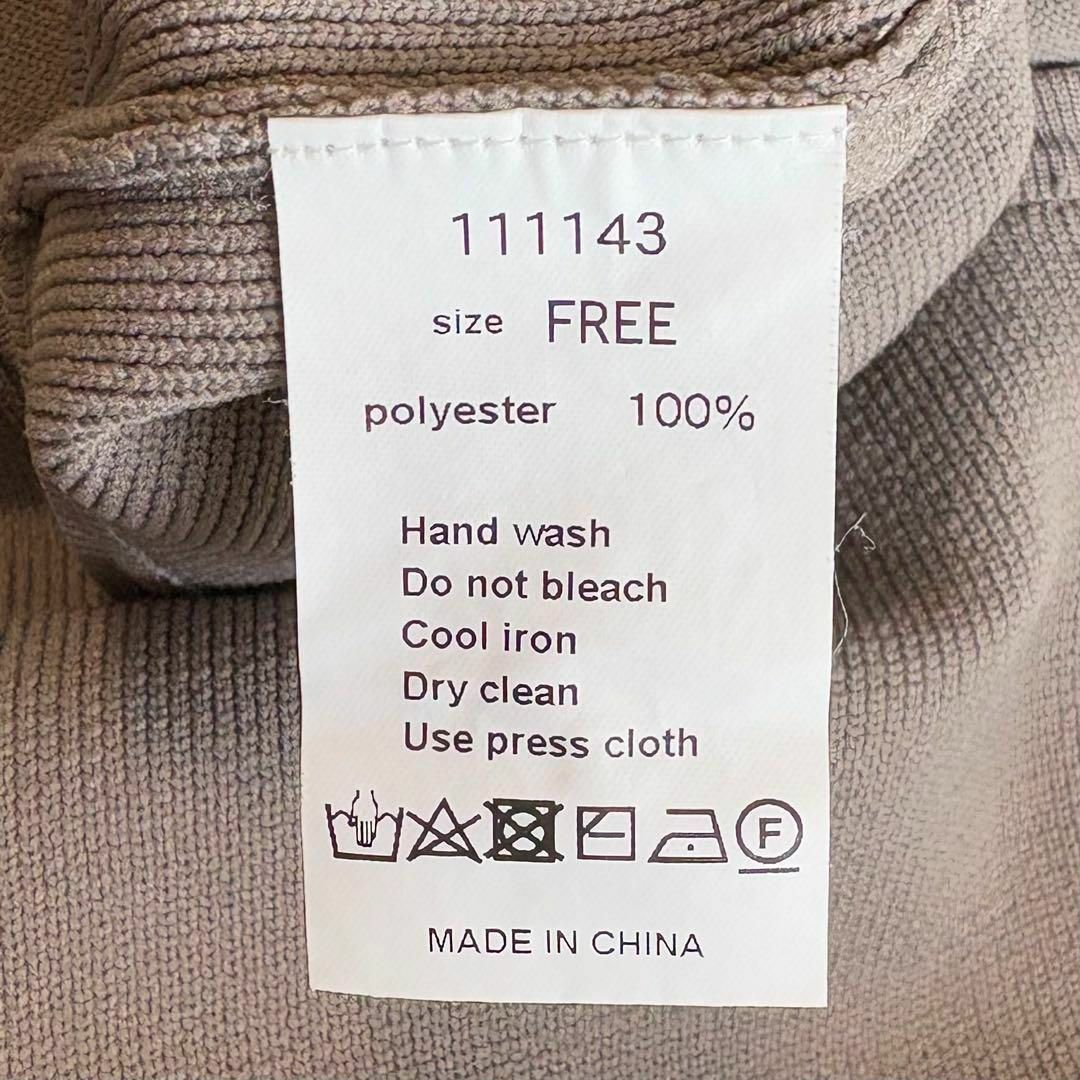 111143
size FREE
polyester 100%
Hand wash
Do not bleach
Cool iron
Dry clean
Use press cloth
F
MADE IN CHINA